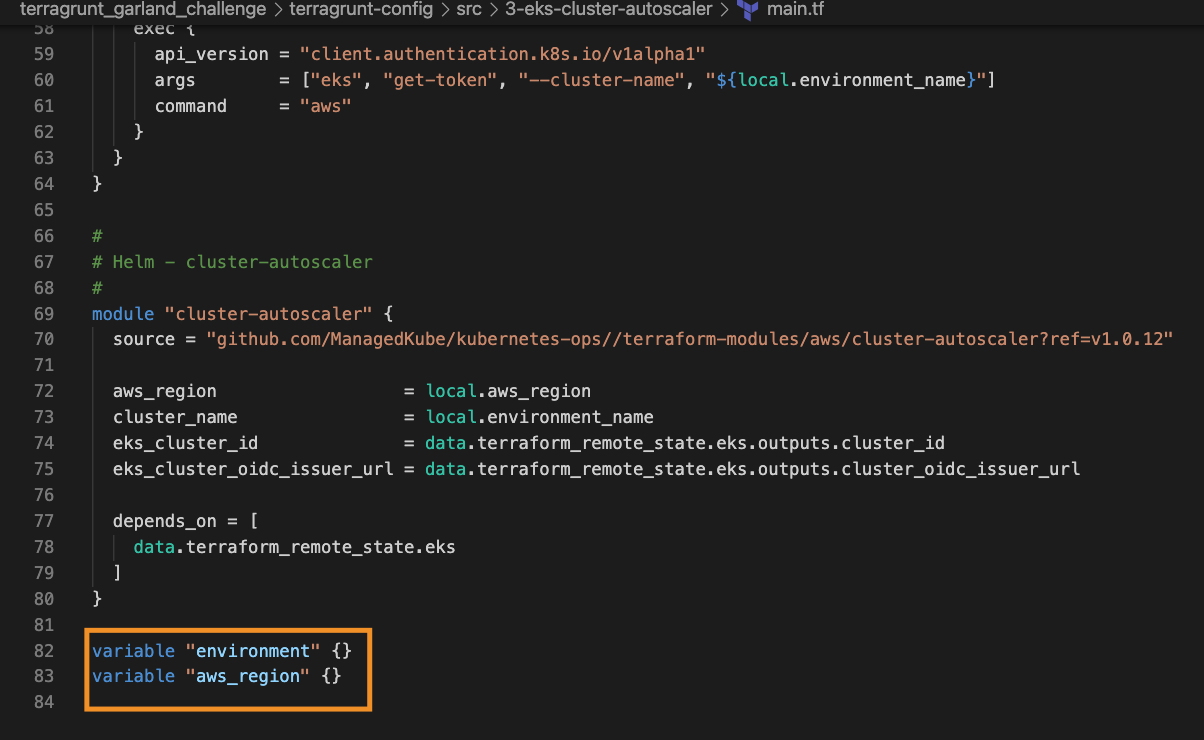 terragrunt_garland_challenge > terragrunt-config > src > 3-eks-cluster-autoscaler > main.tf
58 exec {
59 api_version = "client.authentication.k8s.io/v1alpha1"
60 args        = ["eks", "get-token", "--cluster-name", "${local.environment_name}"]
61 command     = "aws"
62 }
63 }
64 }
65
66 #
67 # Helm - cluster-autoscaler
68 #
69 module "cluster-autoscaler" {
70 source = "github.com/ManagedKube/kubernetes-ops//terraform-modules/aws/cluster-autoscaler?ref=v1.0.12"
71
72 aws_region                  = local.aws_region
73 cluster_name                = local.environment_name
74 eks_cluster_id              = data.terraform_remote_state.eks.outputs.cluster_id
75 eks_cluster_oidc_issuer_url = data.terraform_remote_state.eks.outputs.cluster_oidc_issuer_url
76
77 depends_on = [
78 data.terraform_remote_state.eks
79 ]
80 }
81
82 variable "environment" {}
83 variable "aws_region" {}
84